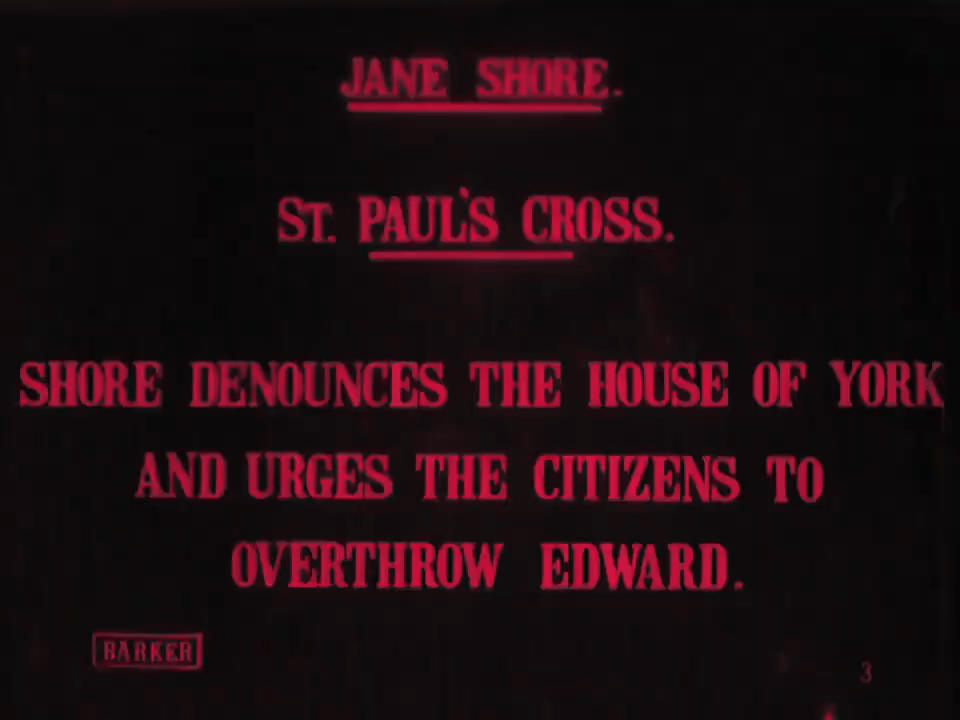 JANE SHORE.
ST. PAUL'S CROSS.
SHORE DENOUNCES THE HOUSE OF YORK
AND URGES THE CITIZENS TO
OVERTHROW EDWARD.
BARKER
3